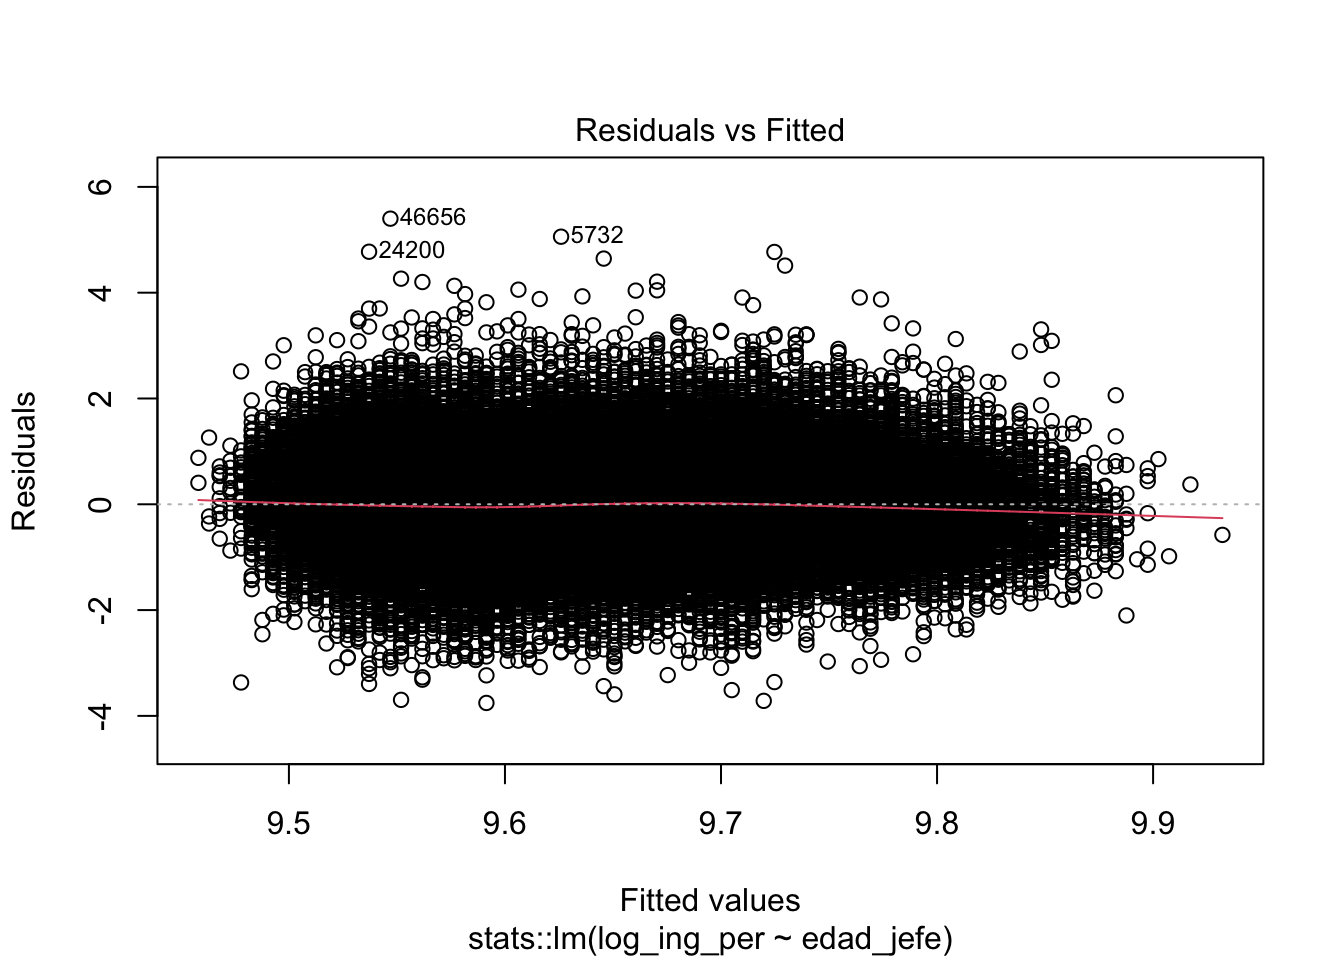 Residuals vs Fitted
Residuals
6
4
2
0
-2
-4
46656
5732
24200
9.5 9.6 9.7 9.8 9.9
Fitted values
stats::lm(log_ing_per ~ edad_jefe)